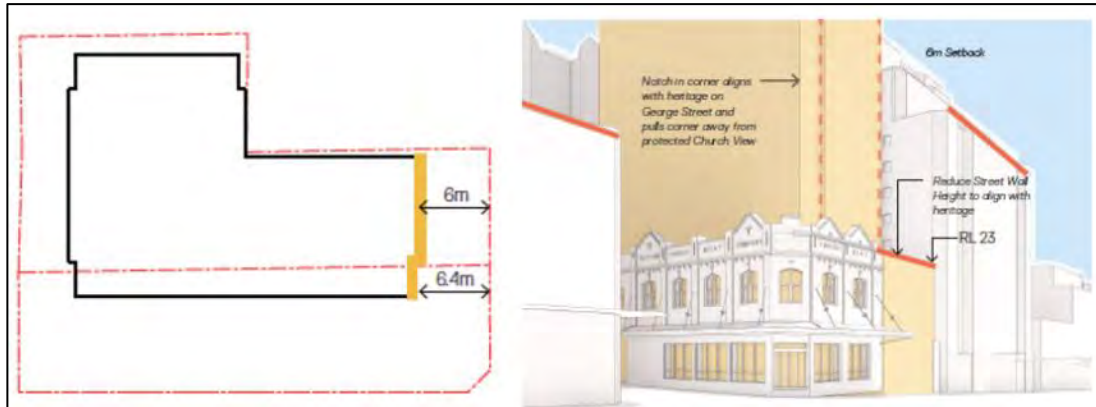 6m
6.4m
6m Setback
Notch in corner aligns
with heritage on
George Street and
pulls corner away from
protected Church View
Reduce Street Wall
Height to align with
heritage
RL 23